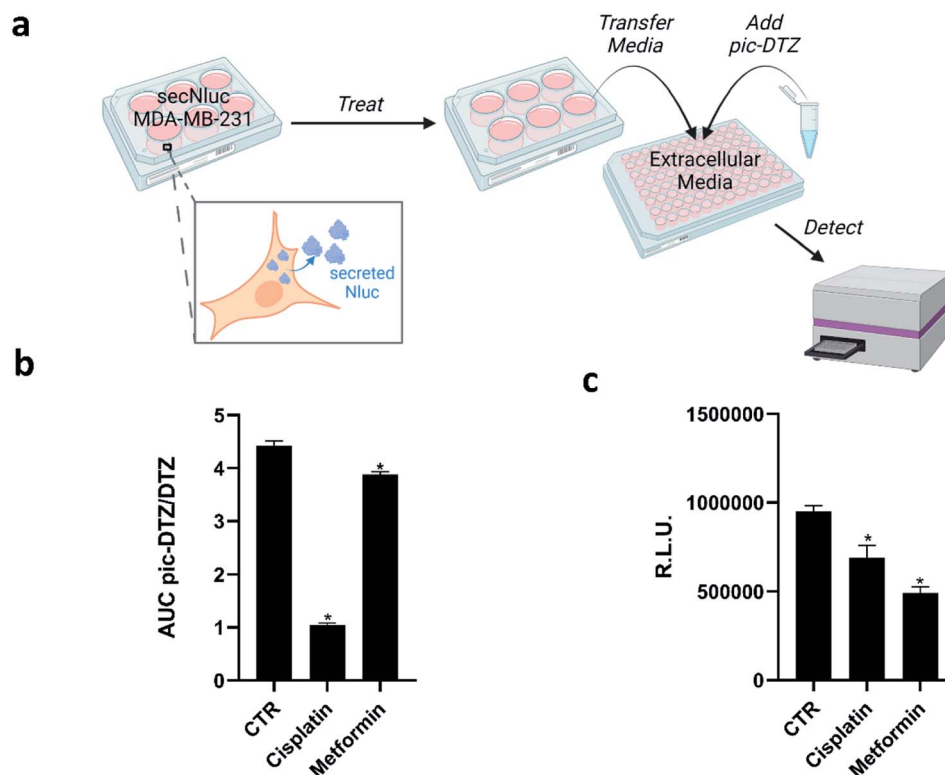 a
Transfer
Media
Add
pic-DTZ
secNluc
MDA-MB-231
Treat
Extracellular
Media
Detect
secreted
Nluc
b
AUC pic-DTZ/DTZ
5
4
3
2
1
0
*
*
CTR
Cisplatin
Metformin
c
R.L.U.
1500000
1000000
500000
0
*
*
CTR
Cisplatin
Metformin